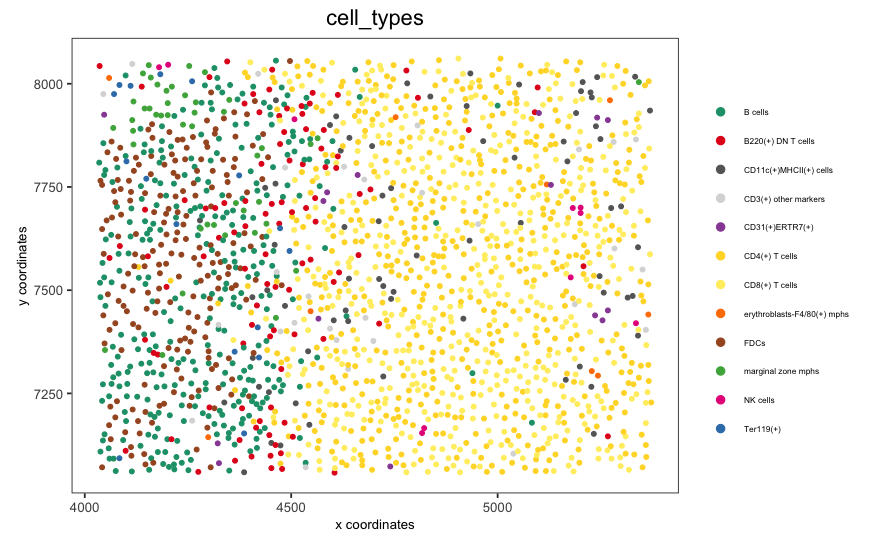 cell_types
y coordinates
8000
7750
7500
7250
4000
4500
5000
x coordinates
B cells
B220(+) DN T cells
CD11c(+)MHCII(+) cells
CD3(+) other markers
CD31(+)ERTR7(+)
CD4(+) T cells
CD8(+) T cells
erythroblasts-F4/80(+) mphs
FDCs
marginal zone mphs
NK cells
Ter119(+)